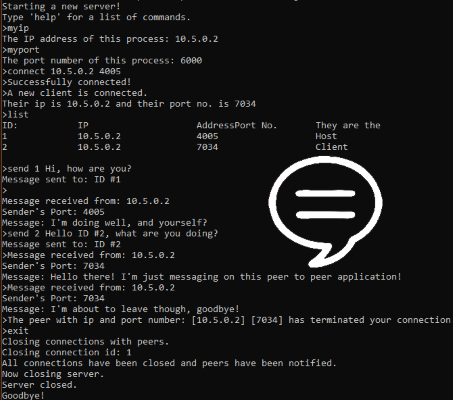 Starting a new server!
Type 'help' for a list of commands.
>myip
The IP address of this process: 10.5.0.2
>myport
The port number of this process: 6000
>connect 10.5.0.2 4005
>Successfully connected!
>A new client is connected.
Their ip is 10.5.0.2 and their port no. is 7034
>list
ID: IP AddressPort No. They are the
1 10.5.0.2 4005 Host
2 10.5.0.2 7034 Client
>send 1 Hi, how are you?
Message sent to: ID #1
>
Message received from: 10.5.0.2
Sender's Port: 4005
Message: I'm doing well, and yourself?
>send 2 Hello ID #2, what are you doing?
Message sent to: ID #2
>Message received from: 10.5.0.2
Sender's Port: 7034
Message: Hello there! I'm just messaging on this peer to peer application!
>Message received from: 10.5.0.2
Sender's Port: 7034
Message: I'm about to leave though, goodbye!
>The peer with ip and port number: [10.5.0.2] [7034] has terminated your connection
>exit
Closing connections with peers.
Closing connection id: 1
All connections have been closed and peers have been notified.
Now closing server.
Server closed.
Goodbye!